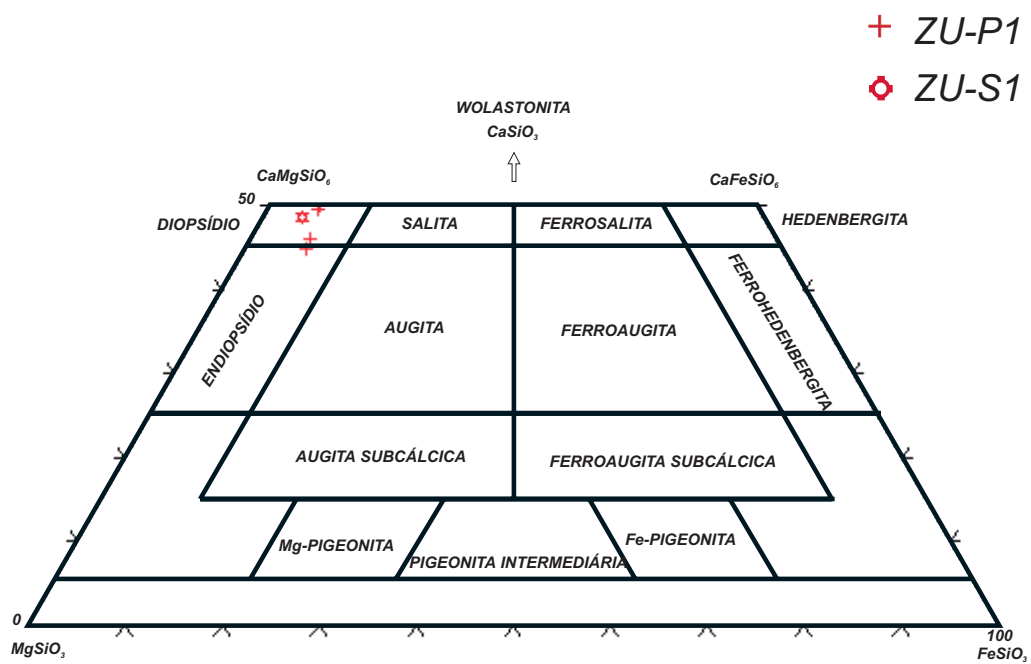 ZU-P1
ZU-S1
WOLASTONITA
CaSiO₃
CaMgSiO₆
CaFeSiO₆
50
DIOPSÍDIO
SALITA
FERROSALITA
HEDENBERGITA
ENDIOPSÍDIO
AUGITA
FERROAUGITA
FERROHEDENBERGITA
AUGITA SUBCÁLCICA
FERROAUGITA SUBCÁLCICA
Mg-PIGEONITA
PIGEONITA INTERMEDIÁRIA
Fe-PIGEONITA
0
100
MgSiO₃
FeSiO₃